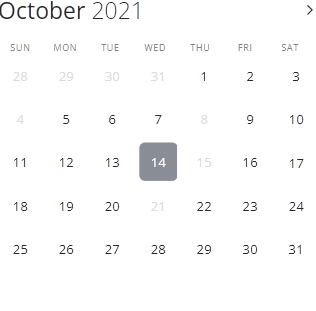 October 2021
SUN MON TUE WED THU FRI SAT
28 29 30 31 1 2 3
4 5 6 7 8 9 10
11 12 13 14 15 16 17
18 19 20 21 22 23 24
25 26 27 28 29 30 31